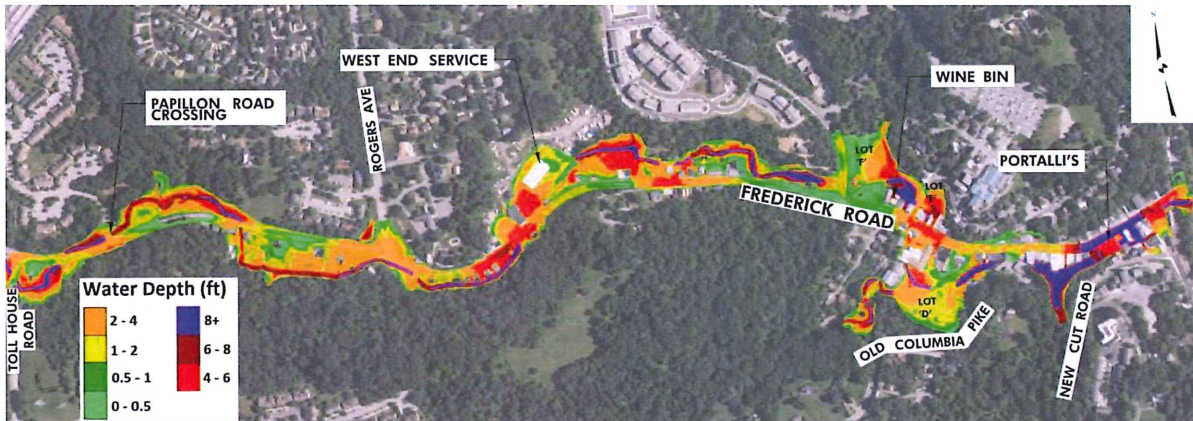 WEST END SERVICE
WINE BIN
PAPILLON ROAD
CROSSING
ROGERS AVE
PORTALLI'S
LOT
'F'
LOT
FREDERICK ROAD
TOLL HOUSE
ROAD
Water Depth (ft)
2 - 4
1 - 2
0.5 - 1
0 - 0.5
8+
6 - 8
4 - 6
LOT
'D'
OLD COLUMBIA PIKE
NEW CUT ROAD